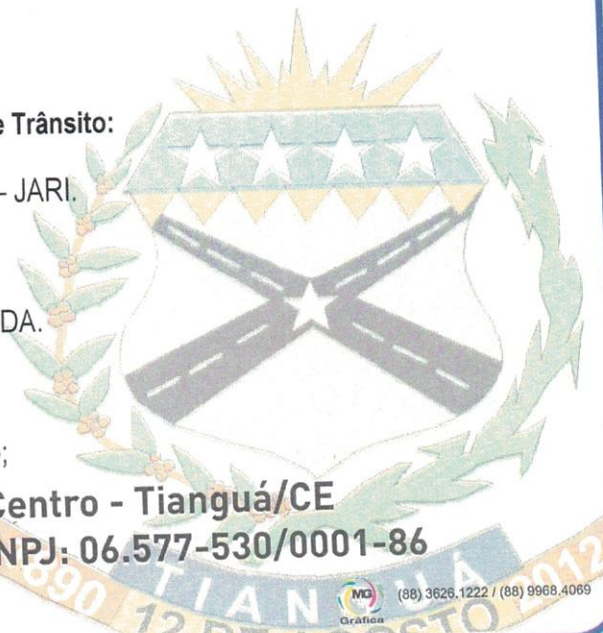 e Trânsito:
– JARI.
DA.
;
Centro - Tianguá/CE
NPJ: 06.577-530/0001-86
890 TIANGUÁ 2012
12 DE AGOSTO
MG Gráfica (88) 3626.1222 / (88) 9968.4069